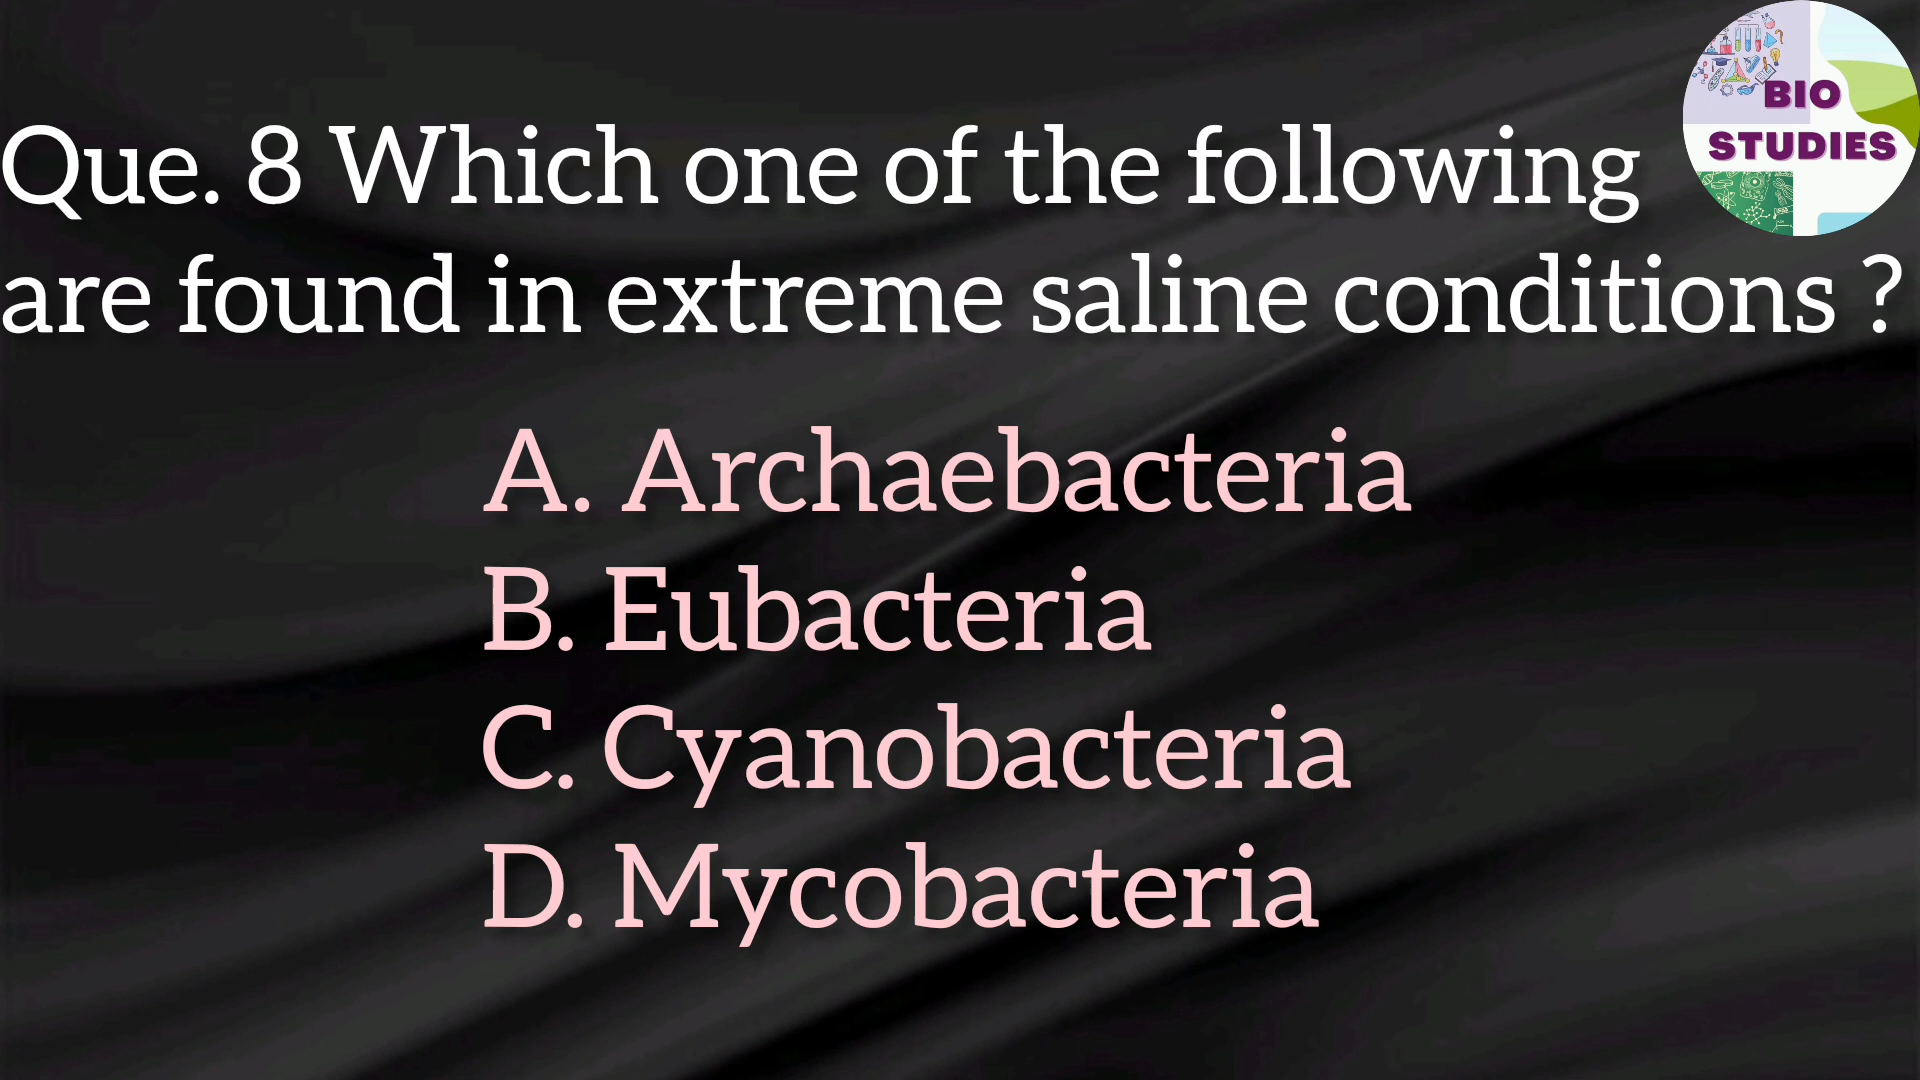 Que. 8 Which one of the following
are found in extreme saline conditions ?
A. Archaebacteria
B. Eubacteria
C. Cyanobacteria
D. Mycobacteria
BIO
STUDIES